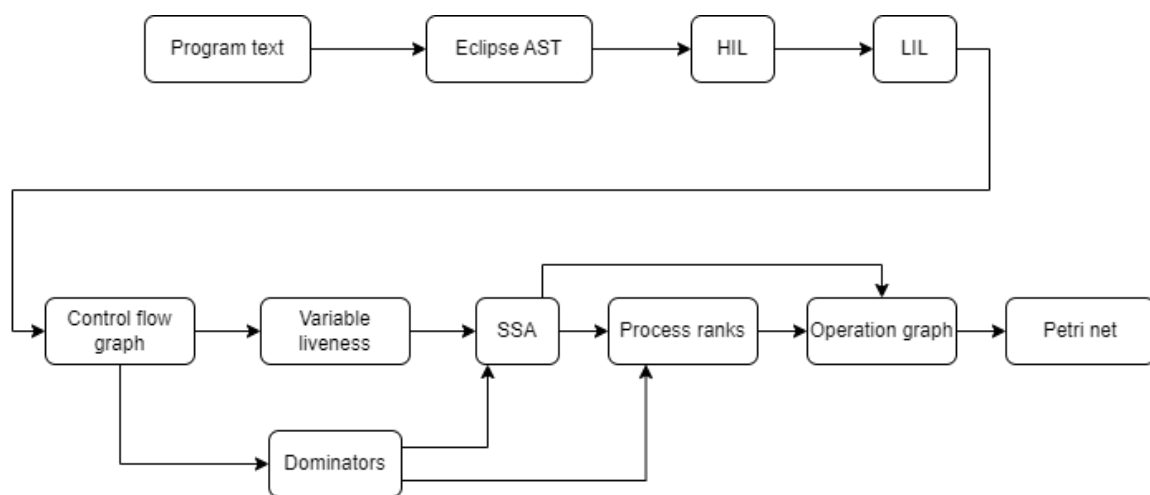 Program text
Eclipse AST
HIL
LIL
Control flow
graph
Variable
liveness
SSA
Process ranks
Operation graph
Petri net
Dominators